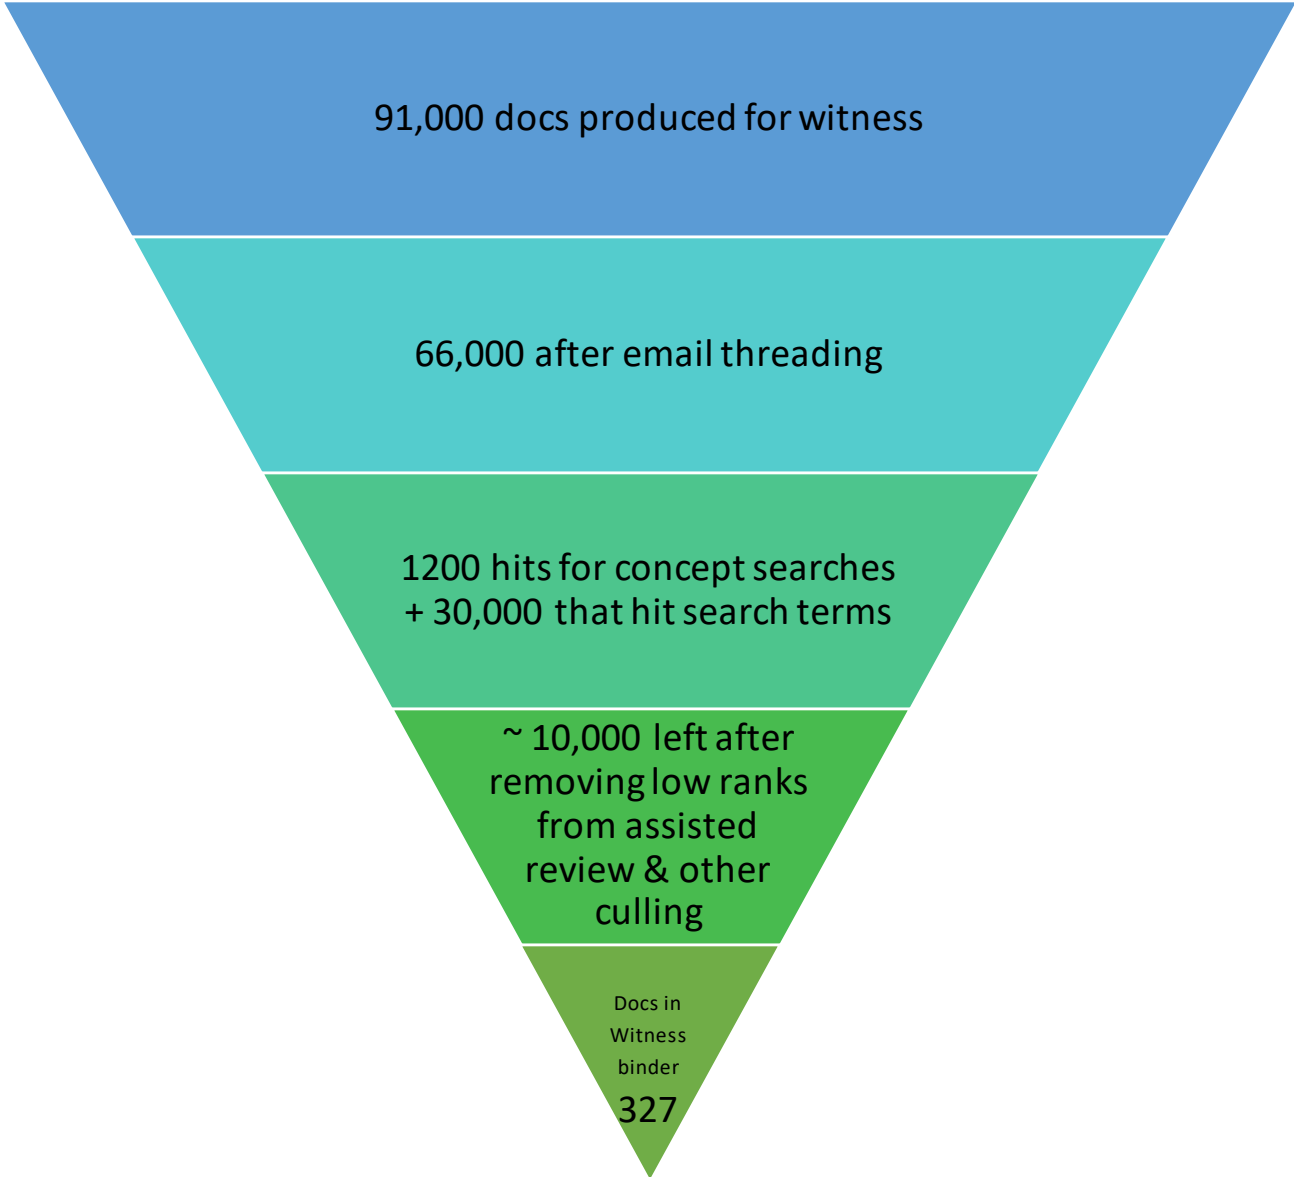 91,000 docs produced for witness
66,000 after email threading
1200 hits for concept searches
+ 30,000 that hit search terms
~ 10,000 left after
removing low ranks
from assisted
review & other
culling
Docs in
Witness
binder
327